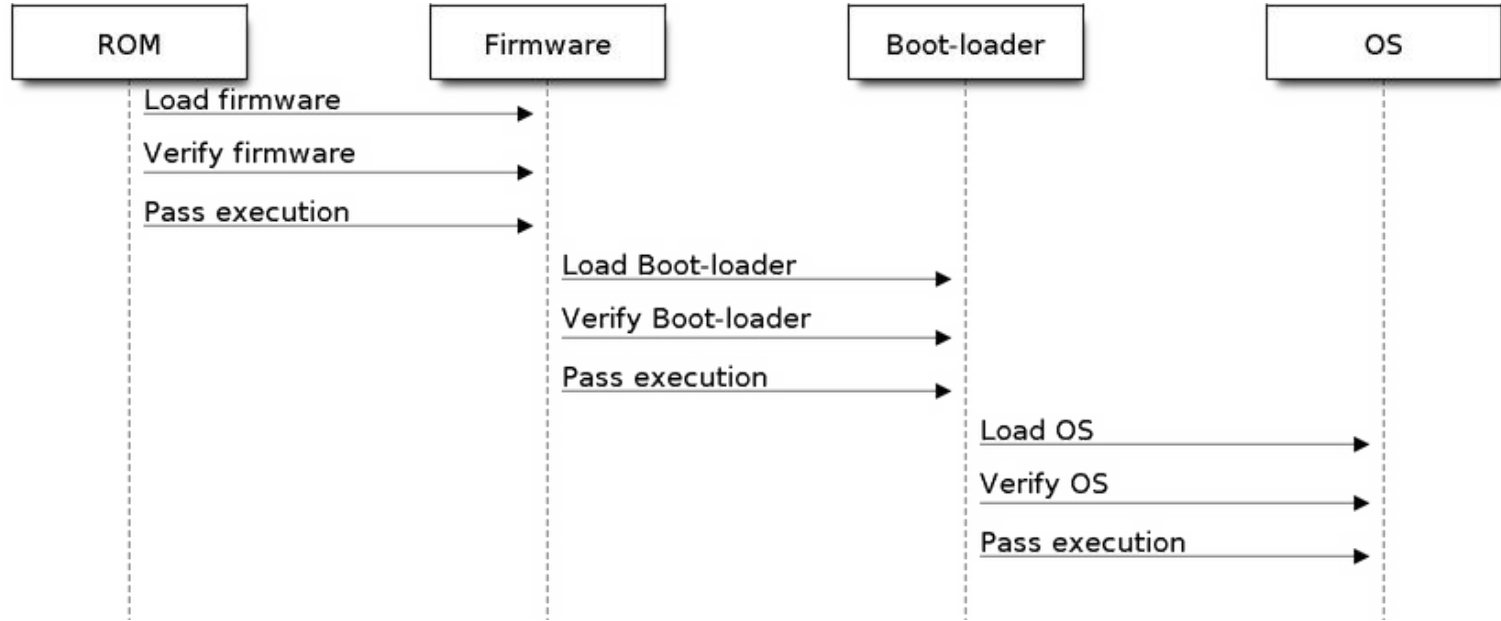 ROM
Firmware
Boot-loader
OS
Load firmware
Verify firmware
Pass execution
Load Boot-loader
Verify Boot-loader
Pass execution
Load OS
Verify OS
Pass execution